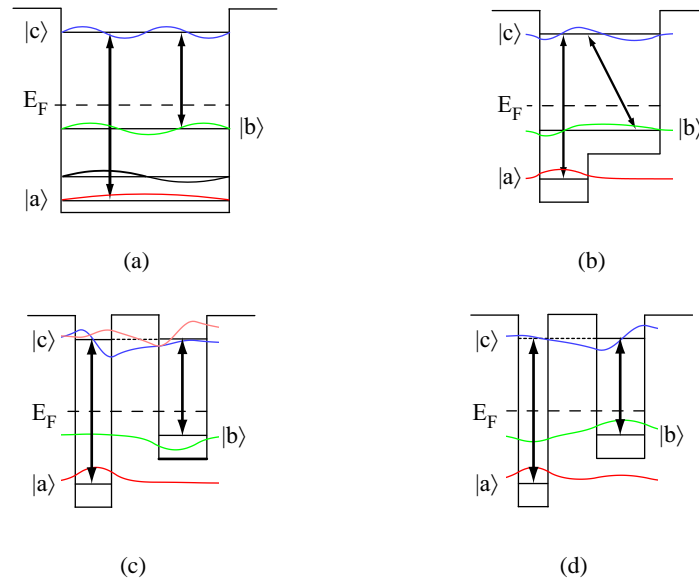 |c⟩
E_F
|b⟩
|a⟩
(a)
|c⟩
E_F
|b⟩
|a⟩
(b)
|c⟩
E_F
|b⟩
|a⟩
(c)
|c⟩
E_F
|b⟩
|a⟩
(d)